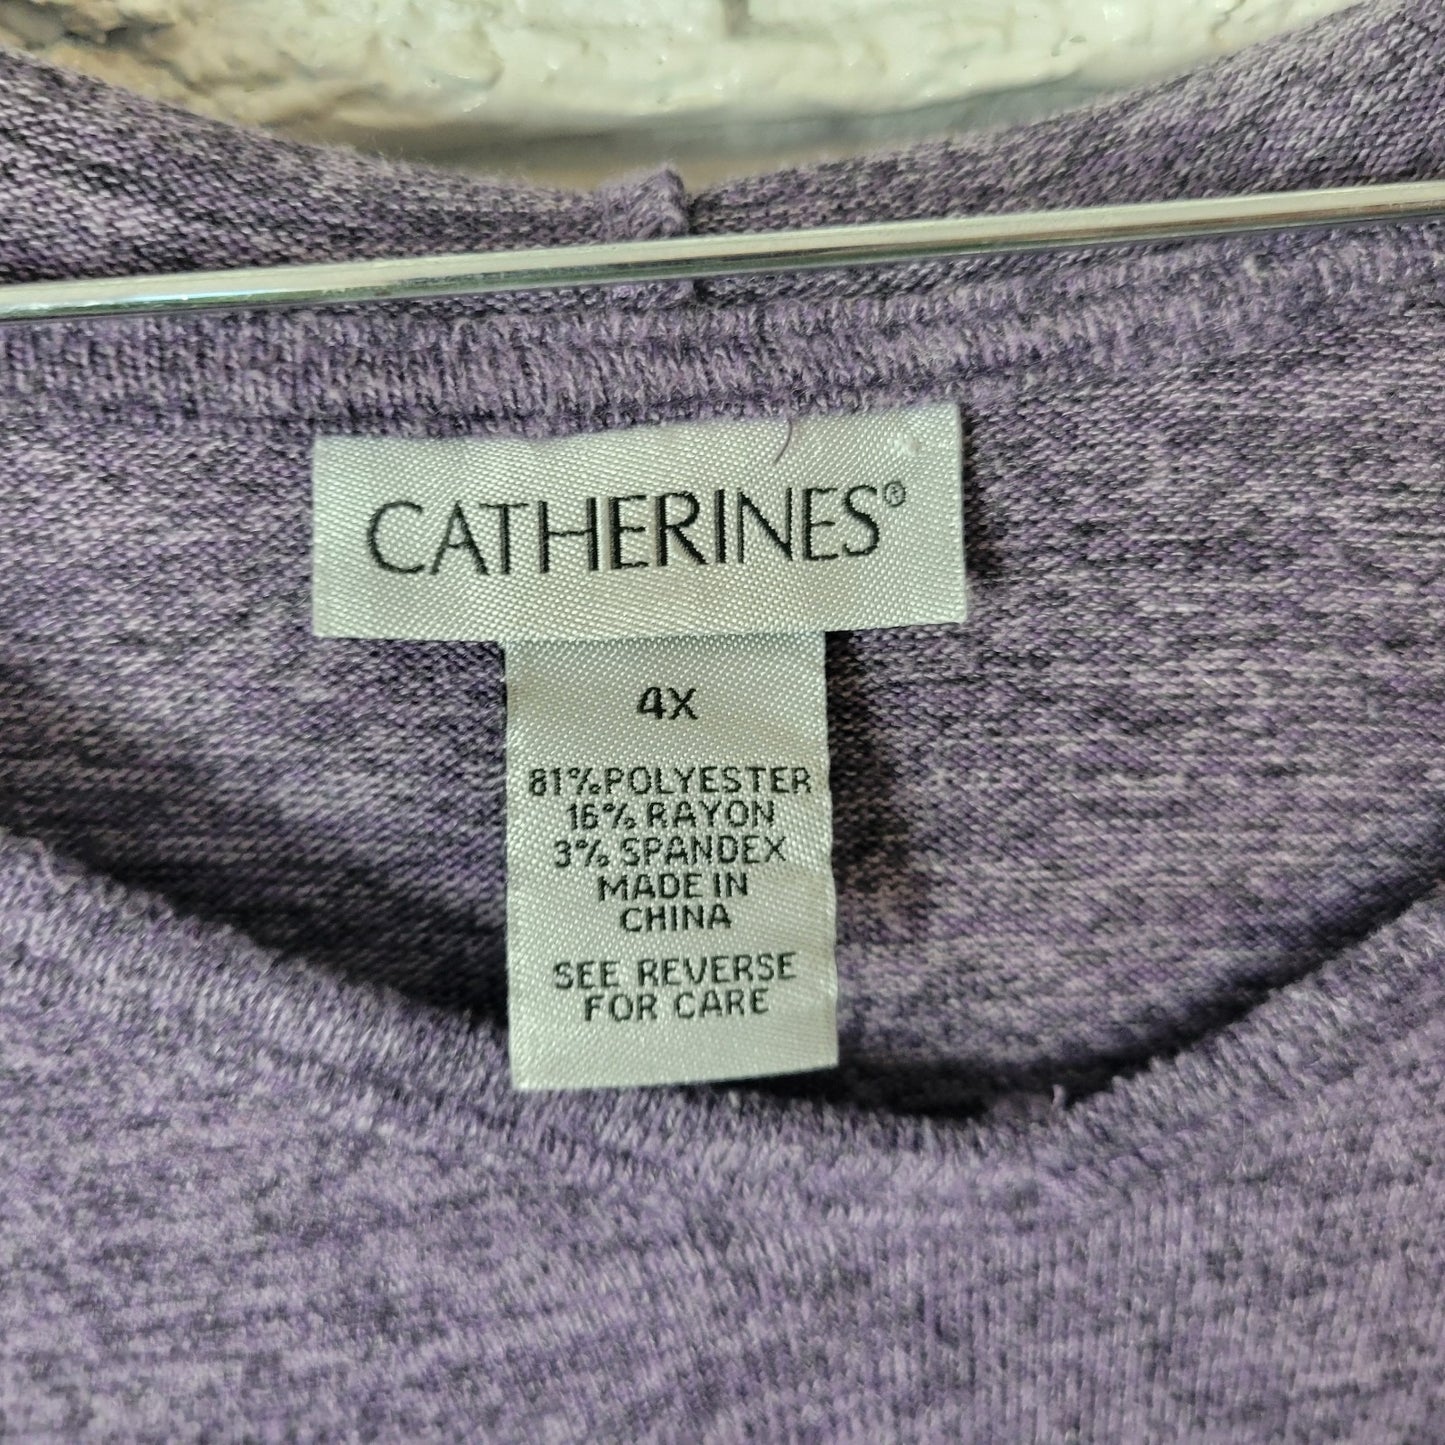 CATHERINES®
4X
81%POLYESTER
16% RAYON
3% SPANDEX
MADE IN
CHINA
SEE REVERSE
FOR CARE